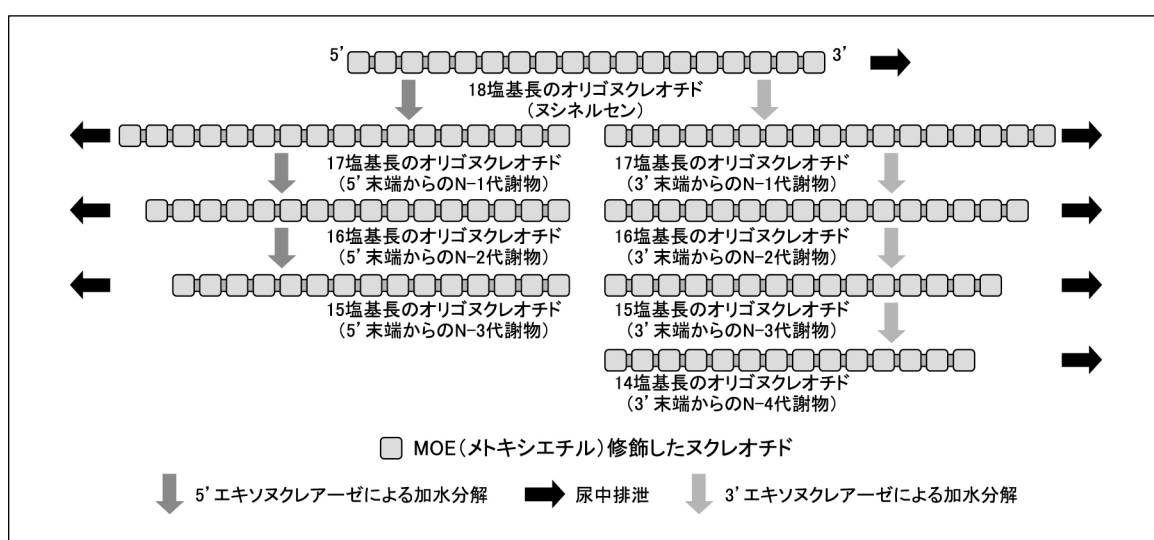 5’ 3’
18塩基長のオリゴヌクレオチド
(ヌシネルセン)
17塩基長のオリゴヌクレオチド
(5’末端からのN-1代謝物)
17塩基長のオリゴヌクレオチド
(3’末端からのN-1代謝物)
16塩基長のオリゴヌクレオチド
(5’末端からのN-2代謝物)
16塩基長のオリゴヌクレオチド
(3’末端からのN-2代謝物)
15塩基長のオリゴヌクレオチド
(5’末端からのN-3代謝物)
15塩基長のオリゴヌクレオチド
(3’末端からのN-3代謝物)
14塩基長のオリゴヌクレオチド
(3’末端からのN-4代謝物)
MOE(メトキシエチル)修飾したヌクレオチド
5’エキソヌクレアーゼによる加水分解 尿中排泄 3’エキソヌクレアーゼによる加水分解